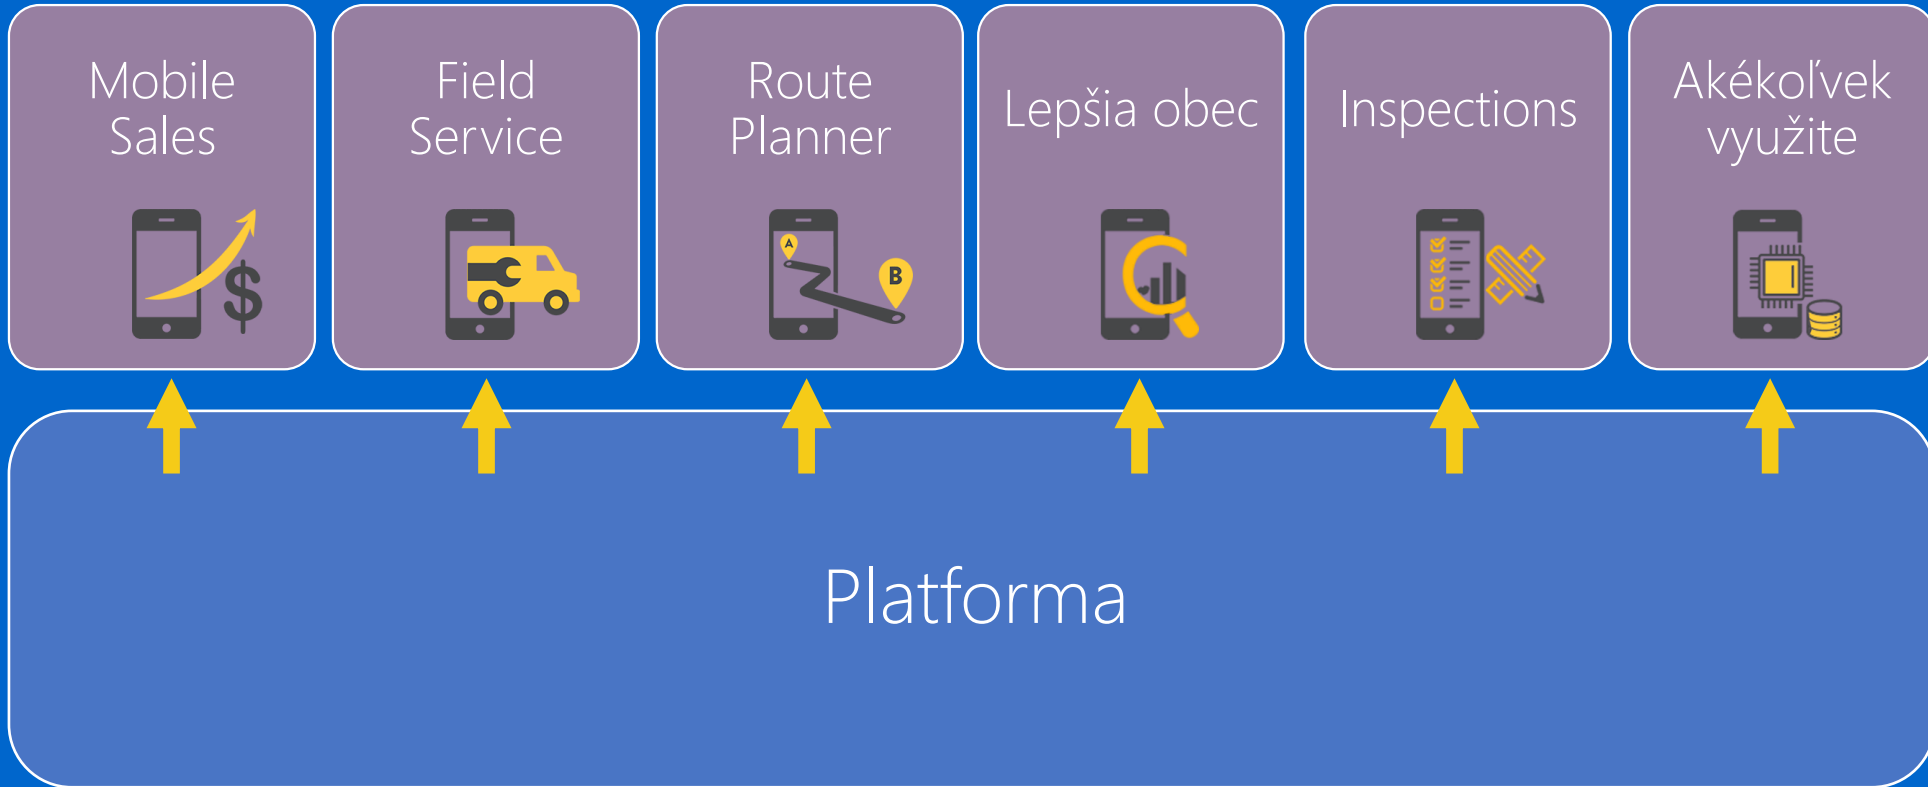 Mobile
Sales
Field
Service
Route
Planner
Lepšia obec
Inspections
Akékoľvek
využite
A
B
$
Platforma